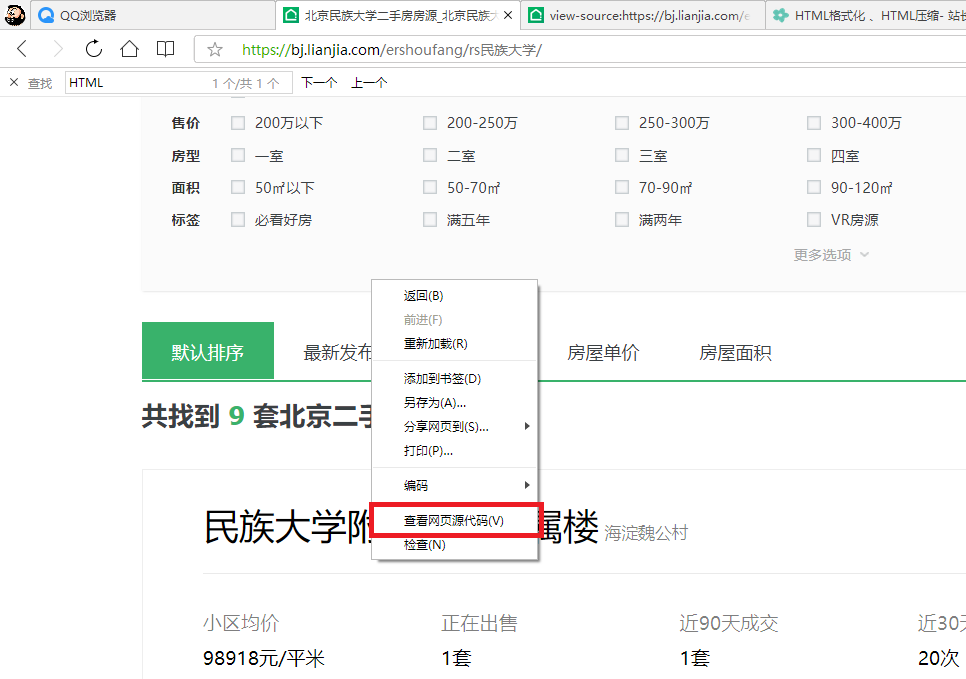 QQ浏览器 北京民族大学二手房房源_北京民族大 view-source:https://bj.lianjia.com/e HTML格式化 、HTML压缩- 站长
https://bj.lianjia.com/ershoufang/rs民族大学/
查找 HTML 1 个/共 1 个 下一个 上一个
售价 200万以下 200-250万 250-300万 300-400万
房型 一室 二室 三室 四室
面积 50㎡以下 50-70㎡ 70-90㎡ 90-120㎡
标签 必看好房 满五年 满两年 VR房源
更多选项
返回(B)
前进(F)
重新加载(R)
添加到书签(D)
另存为(A)...
分享网页到(S)...
打印(P)...
编码
查看网页源代码(V)
检查(N)
默认排序 最新发布 房屋单价 房屋面积
共找到 9 套北京二手
民族大学附 属楼 海淀魏公村
小区均价 正在出售 近90天成交 近30天
98918元/平米 1套 1套 20次